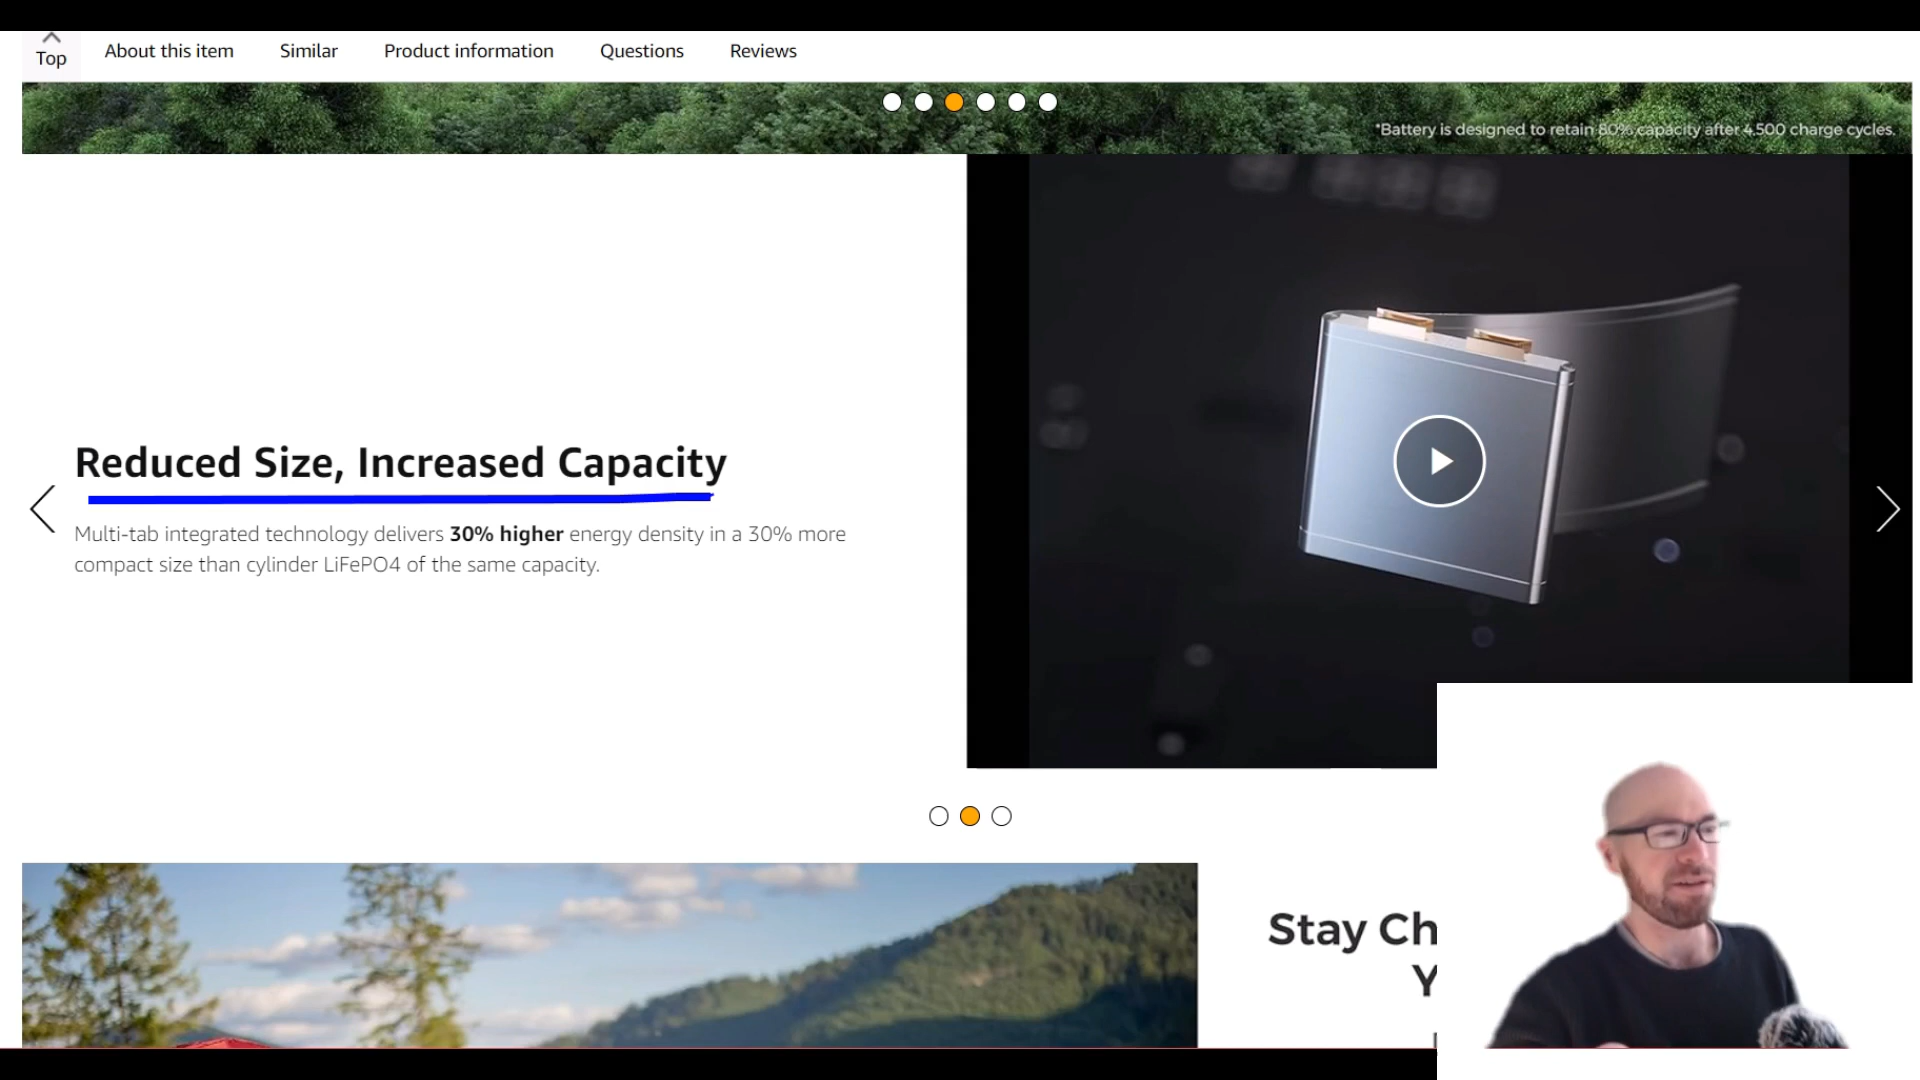 Top
About this item
Similar
Product information
Questions
Reviews
*Battery is designed to retain 80% capacity after 4,500 charge cycles.
Reduced Size, Increased Capacity
Multi-tab integrated technology delivers 30% higher energy density in a 30% more
compact size than cylinder LiFePO4 of the same capacity.
Stay Ch
Y